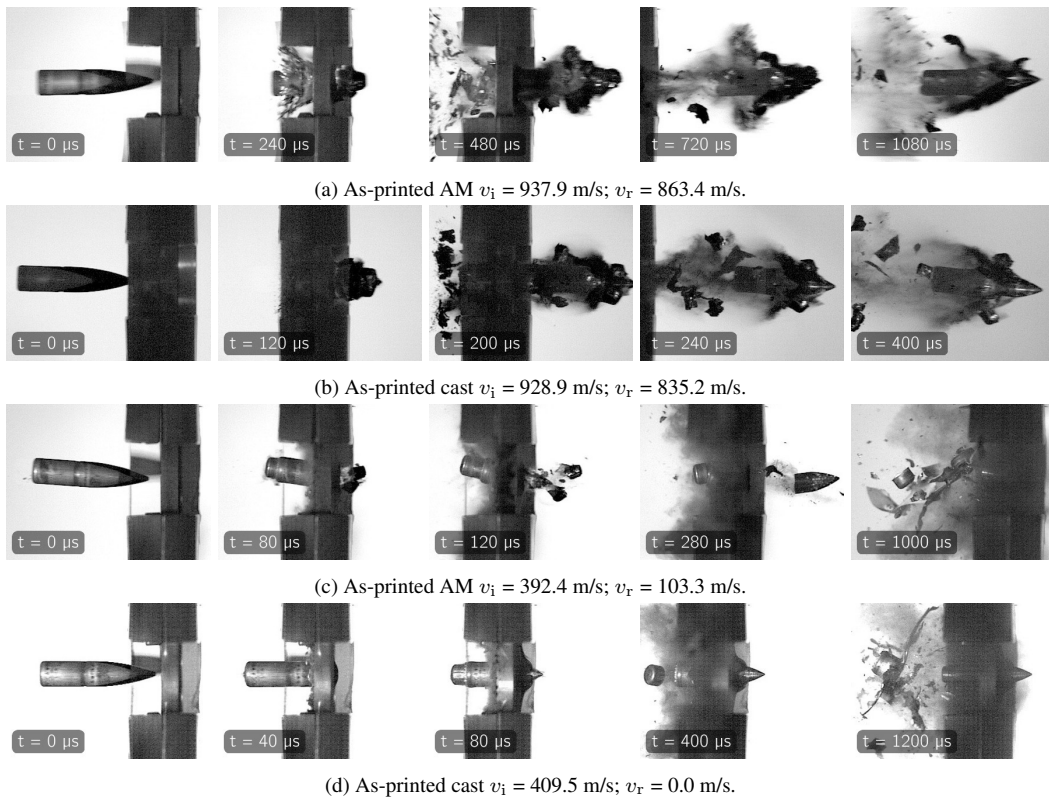 t = 0 µs t = 240 µs t = 480 µs t = 720 µs t = 1080 µs
(a) As-printed AM vi = 937.9 m/s; vr = 863.4 m/s.
t = 0 µs t = 120 µs t = 200 µs t = 240 µs t = 400 µs
(b) As-printed cast vi = 928.9 m/s; vr = 835.2 m/s.
t = 0 µs t = 80 µs t = 120 µs t = 280 µs t = 1000 µs
(c) As-printed AM vi = 392.4 m/s; vr = 103.3 m/s.
t = 0 µs t = 40 µs t = 80 µs t = 400 µs t = 1200 µs
(d) As-printed cast vi = 409.5 m/s; vr = 0.0 m/s.